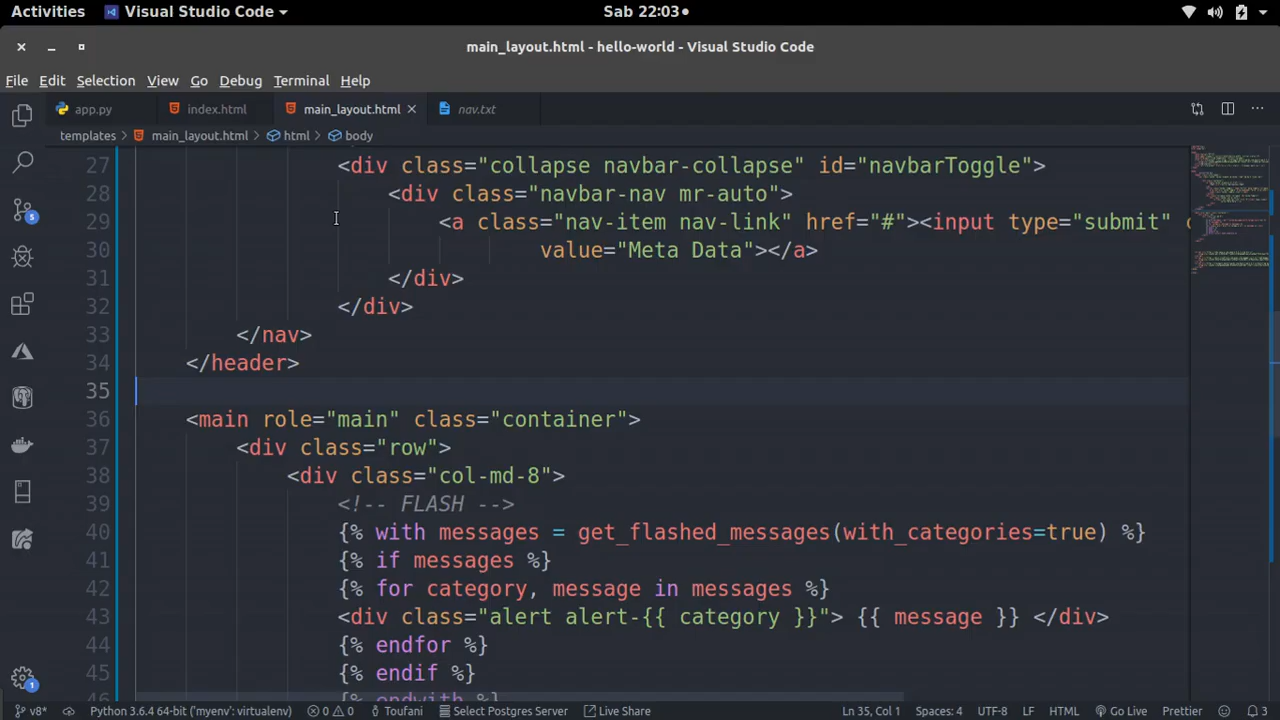 Activities Visual Studio Code Sab 22:03
main_layout.html - hello-world - Visual Studio Code
File Edit Selection View Go Debug Terminal Help
app.py index.html main_layout.html nav.txt
templates main_layout.html html body
27 <div class="collapse navbar-collapse" id="navbarToggle">
28 <div class="navbar-nav mr-auto">
29 <a class="nav-item nav-link" href="#"><input type="submit" c
30 value="Meta Data"></a>
31 </div>
32 </div>
33 </nav>
34 </header>
35
36 <main role="main" class="container">
37 <div class="row">
38 <div class="col-md-8">
39 <!-- FLASH -->
40 {% with messages = get_flashed_messages(with_categories=true) %}
41 {% if messages %}
42 {% for category, message in messages %}
43 <div class="alert alert-{{ category }}"> {{ message }} </div>
44 {% endfor %}
45 {% endif %}
46 {% endwith %}
5
1
v8* Python 3.6.4 64-bit ('myenv': virtualenv) 0 0 Toufani Select Postgres Server Live Share Ln 35, Col 1 Spaces: 4 UTF-8 LF HTML Go Live Prettier 3